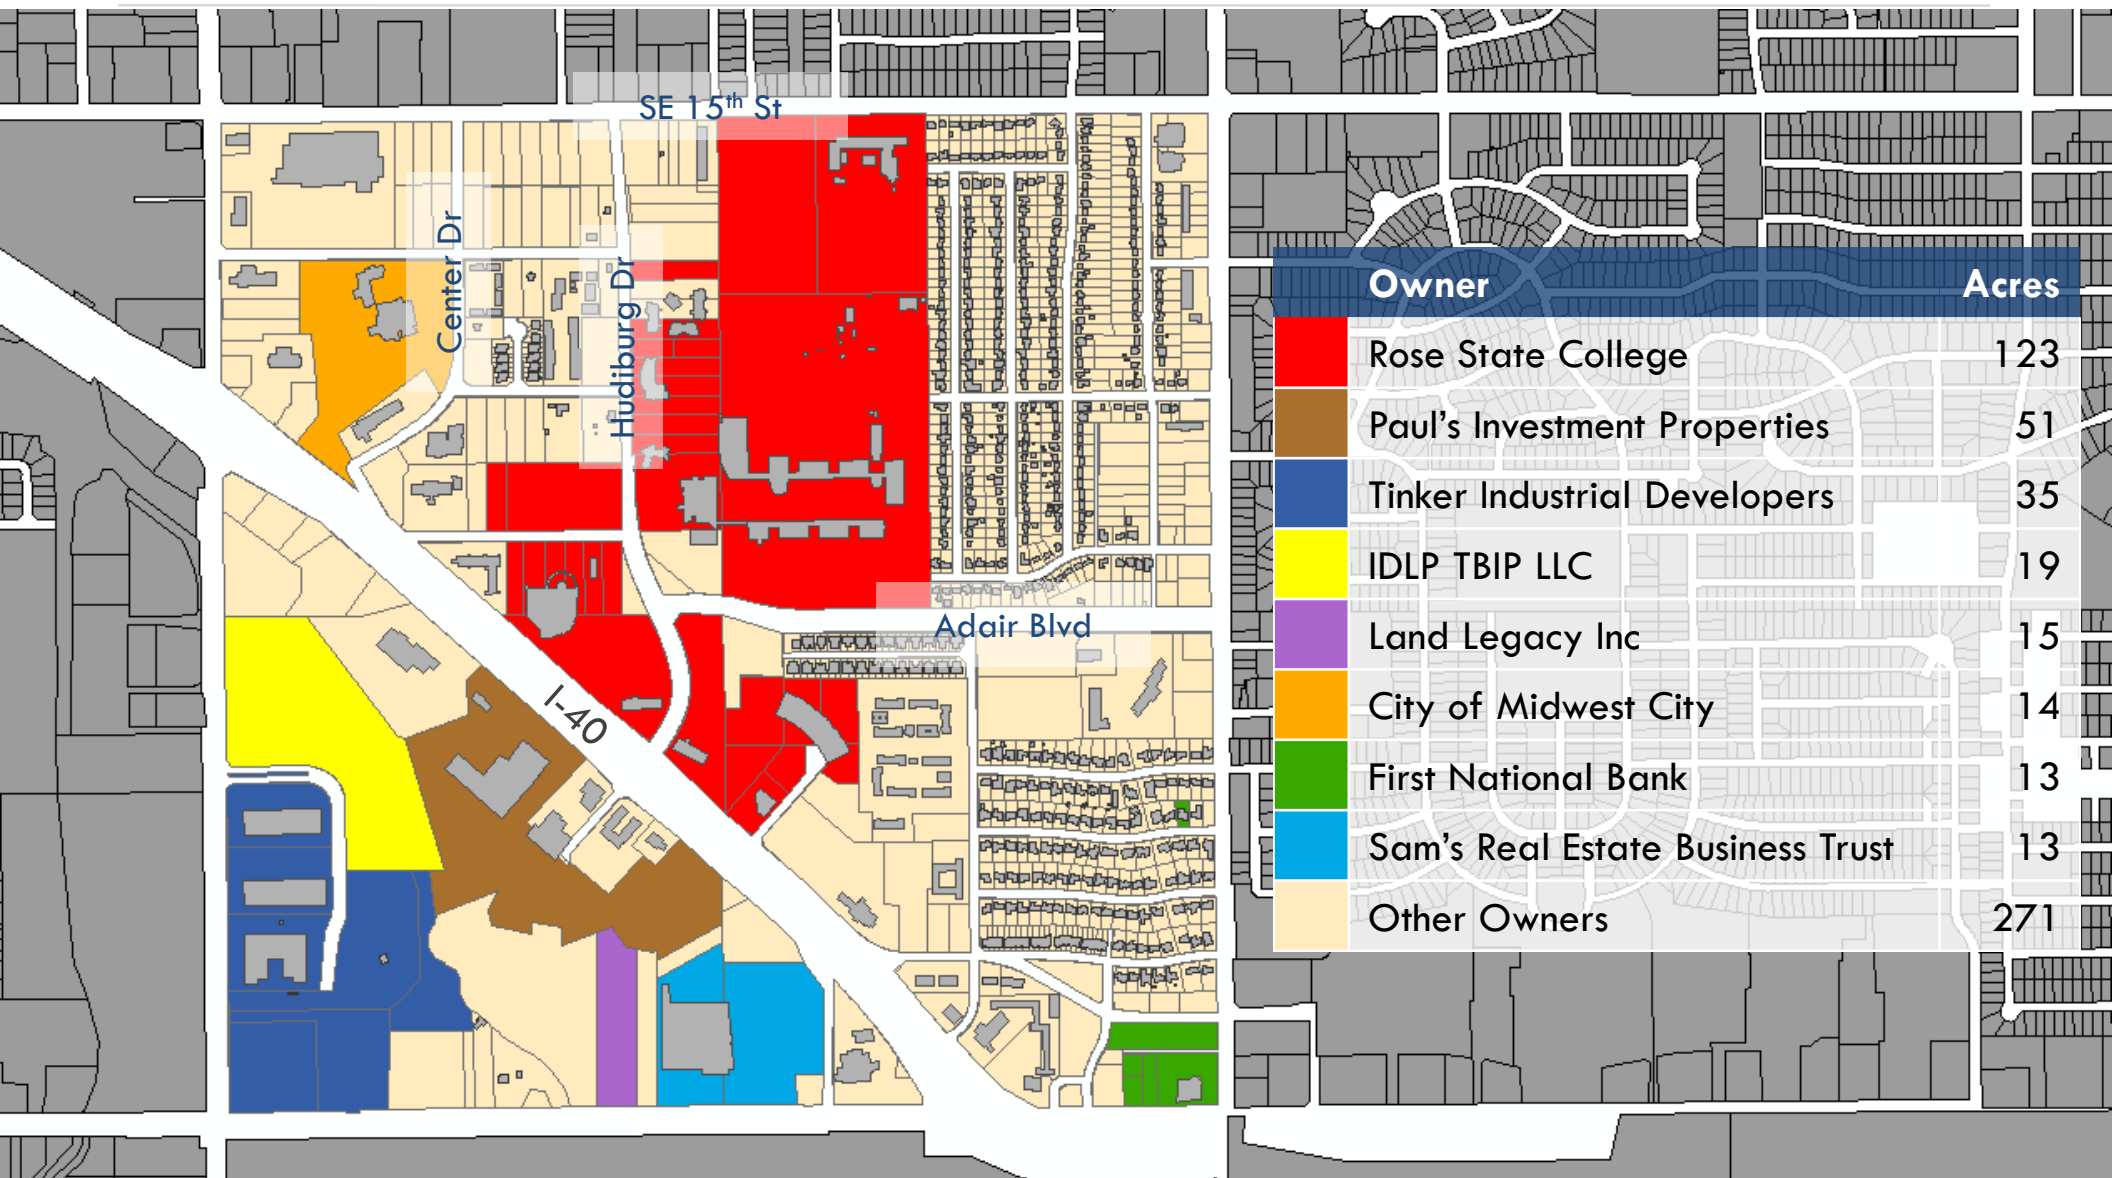 SE 15th St
Center Dr
Hudiburg Dr
Adair Blvd
I-40
Owner Acres
Rose State College 123
Paul's Investment Properties 51
Tinker Industrial Developers 35
IDLP TBIP LLC 19
Land Legacy Inc 15
City of Midwest City 14
First National Bank 13
Sam's Real Estate Business Trust 13
Other Owners 271